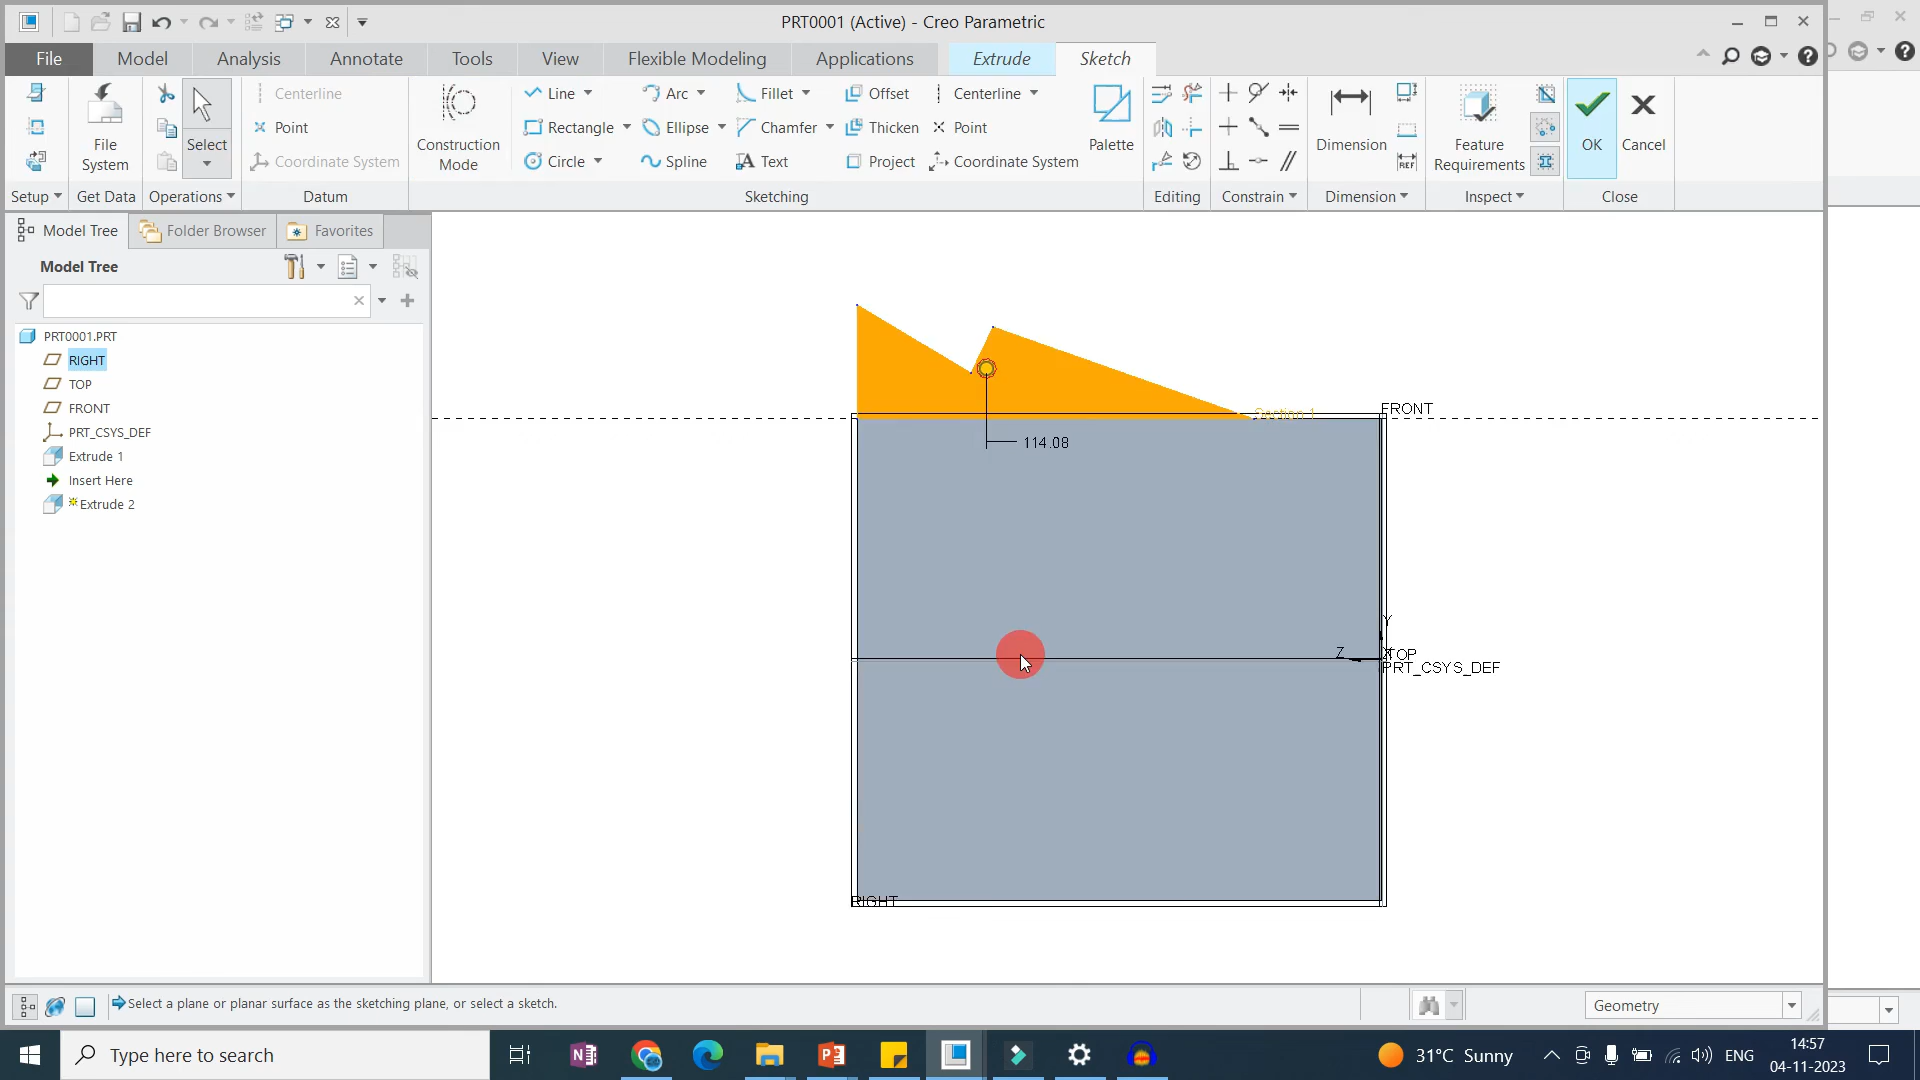 PRT0001 (Active) - Creo Parametric
File Model Analysis Annotate Tools View Flexible Modeling Applications Extrude Sketch
Centerline Line Arc Fillet Offset Centerline
Point Rectangle Ellipse Chamfer Thicken Point
Coordinate System Circle Spline Text Project Coordinate System
File System
Select
Construction Mode
Palette
Dimension
REF
Feature Requirements
OK
Cancel
Setup Get Data Operations Datum Sketching Editing Constrain Dimension Inspect Close
Model Tree Folder Browser Favorites
Model Tree
PRT0001.PRT
RIGHT
TOP
FRONT
PRT_CSYS_DEF
Extrude 1
Insert Here
Extrude 2
Section 1
FRONT
114.08
Y
Z
X
TOP
PRT_CSYS_DEF
RIGHT
Select a plane or planar surface as the sketching plane, or select a sketch.
Geometry
Type here to search
31°C Sunny
ENG
14:57
04-11-2023